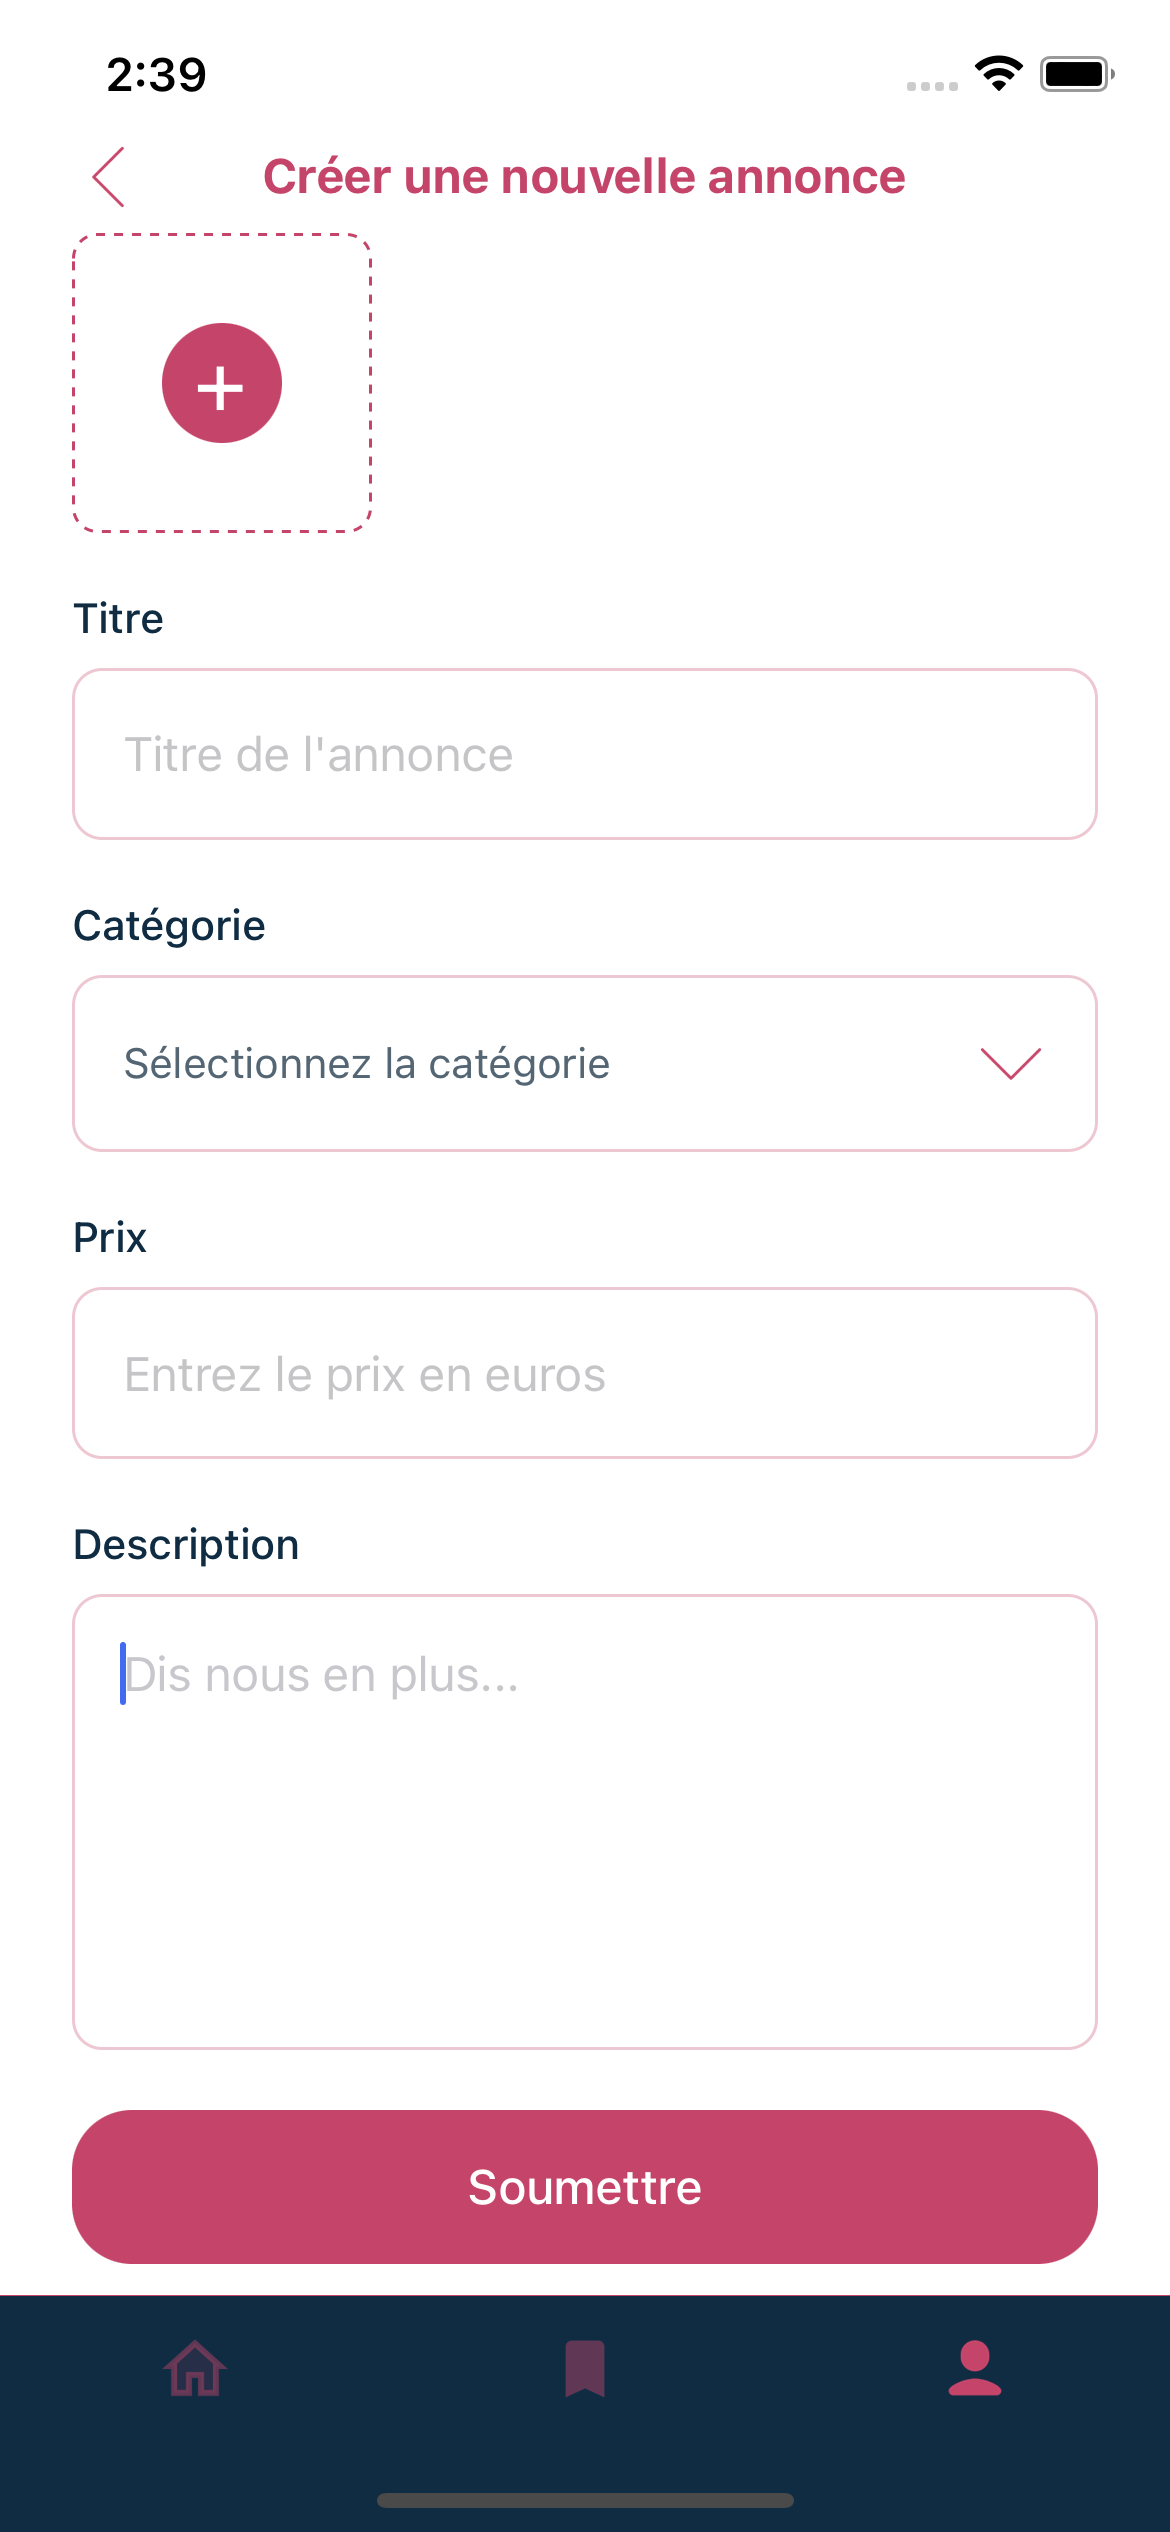 2:39
Créer une nouvelle annonce
Titre
Titre de l'annonce
Catégorie
Sélectionnez la catégorie
Prix
Entrez le prix en euros
Description
Dis nous en plus...
Soumettre